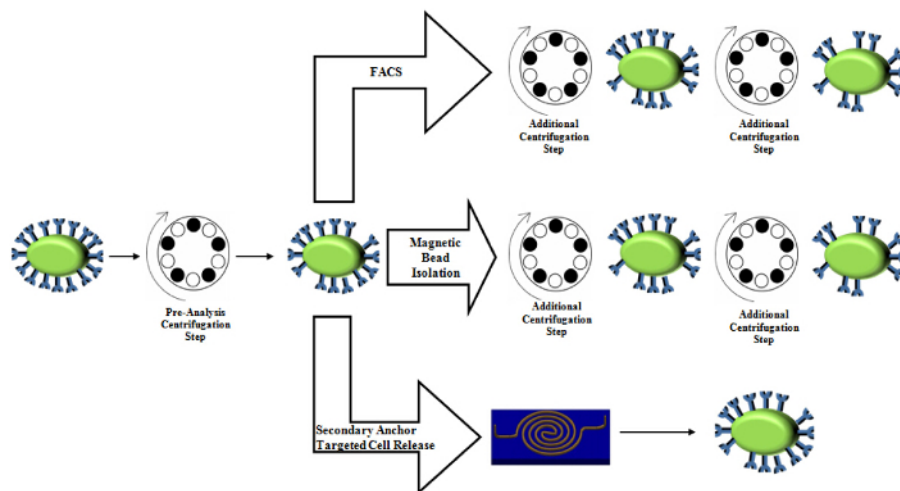 FACS
Additional
Centrifugation
Step
Additional
Centrifugation
Step
Pre-Analysis
Centrifugation
Step
Magnetic
Bead
Isolation
Additional
Centrifugation
Step
Additional
Centrifugation
Step
Secondary Anchor
Targeted Cell Release